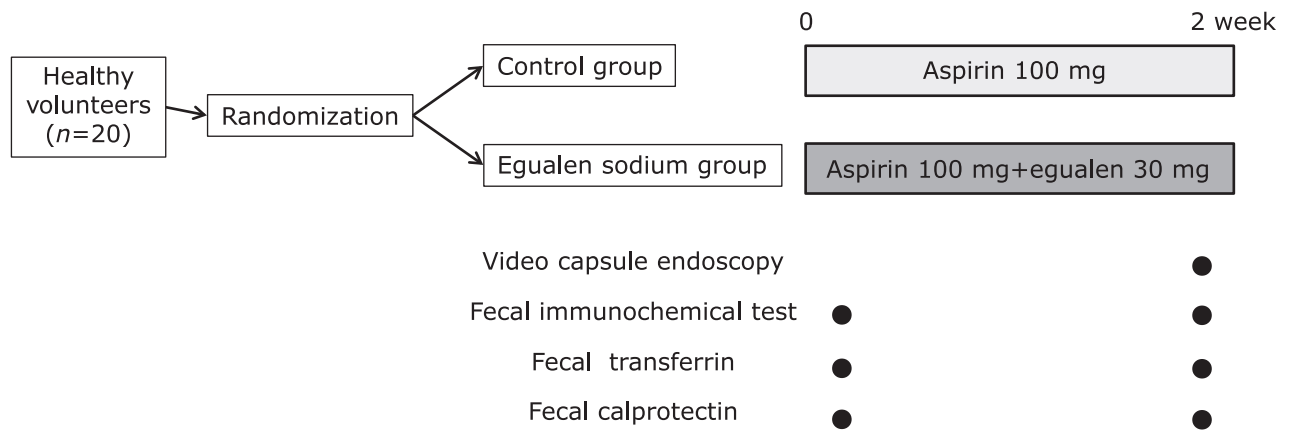 0
2 week
Healthy
volunteers
(n=20)
Randomization
Control group
Aspirin 100 mg
Egualen sodium group
Aspirin 100 mg+egualen 30 mg
Video capsule endoscopy
Fecal immunochemical test
Fecal transferrin
Fecal calprotectin